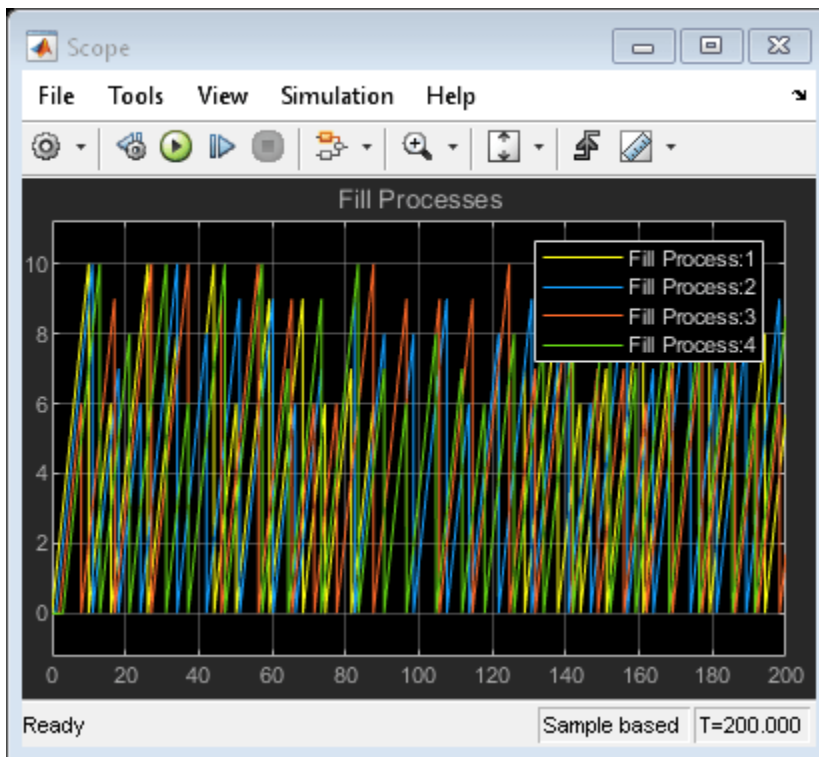 Scope
File Tools View Simulation Help
Fill Processes
Fill Process:1
Fill Process:2
Fill Process:3
Fill Process:4
10
8
6
4
2
0
0 20 40 60 80 100 120 140 160 180 200
Ready Sample based T=200.000